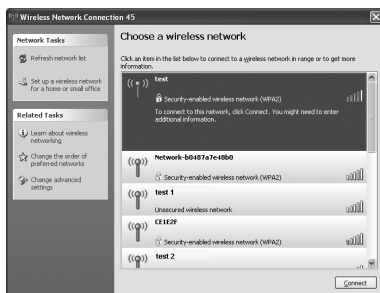 Wireless Network Connection 45
Network Tasks
Refresh network list
Set up a wireless network
for a home or small office
Related Tasks
Learn about wireless
networking
Change the order of
preferred networks
Change advanced
settings
Choose a wireless network
Click an item in the list below to connect to a wireless network in range or to get more
information.
test
Security-enabled wireless network (WPA2)
To connect to this network, click Connect. You might need to enter
additional information.
Network-b0487a7e48b0
Security-enabled wireless network (WPA2)
test 1
Unsecured wireless network
CE1E2F
Security-enabled wireless network (WPA2)
test 2
Connect